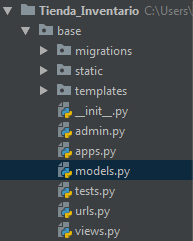 Tienda_Inventario C:\Users\
base
migrations
static
templates
__init__.py
admin.py
apps.py
models.py
tests.py
urls.py
views.py